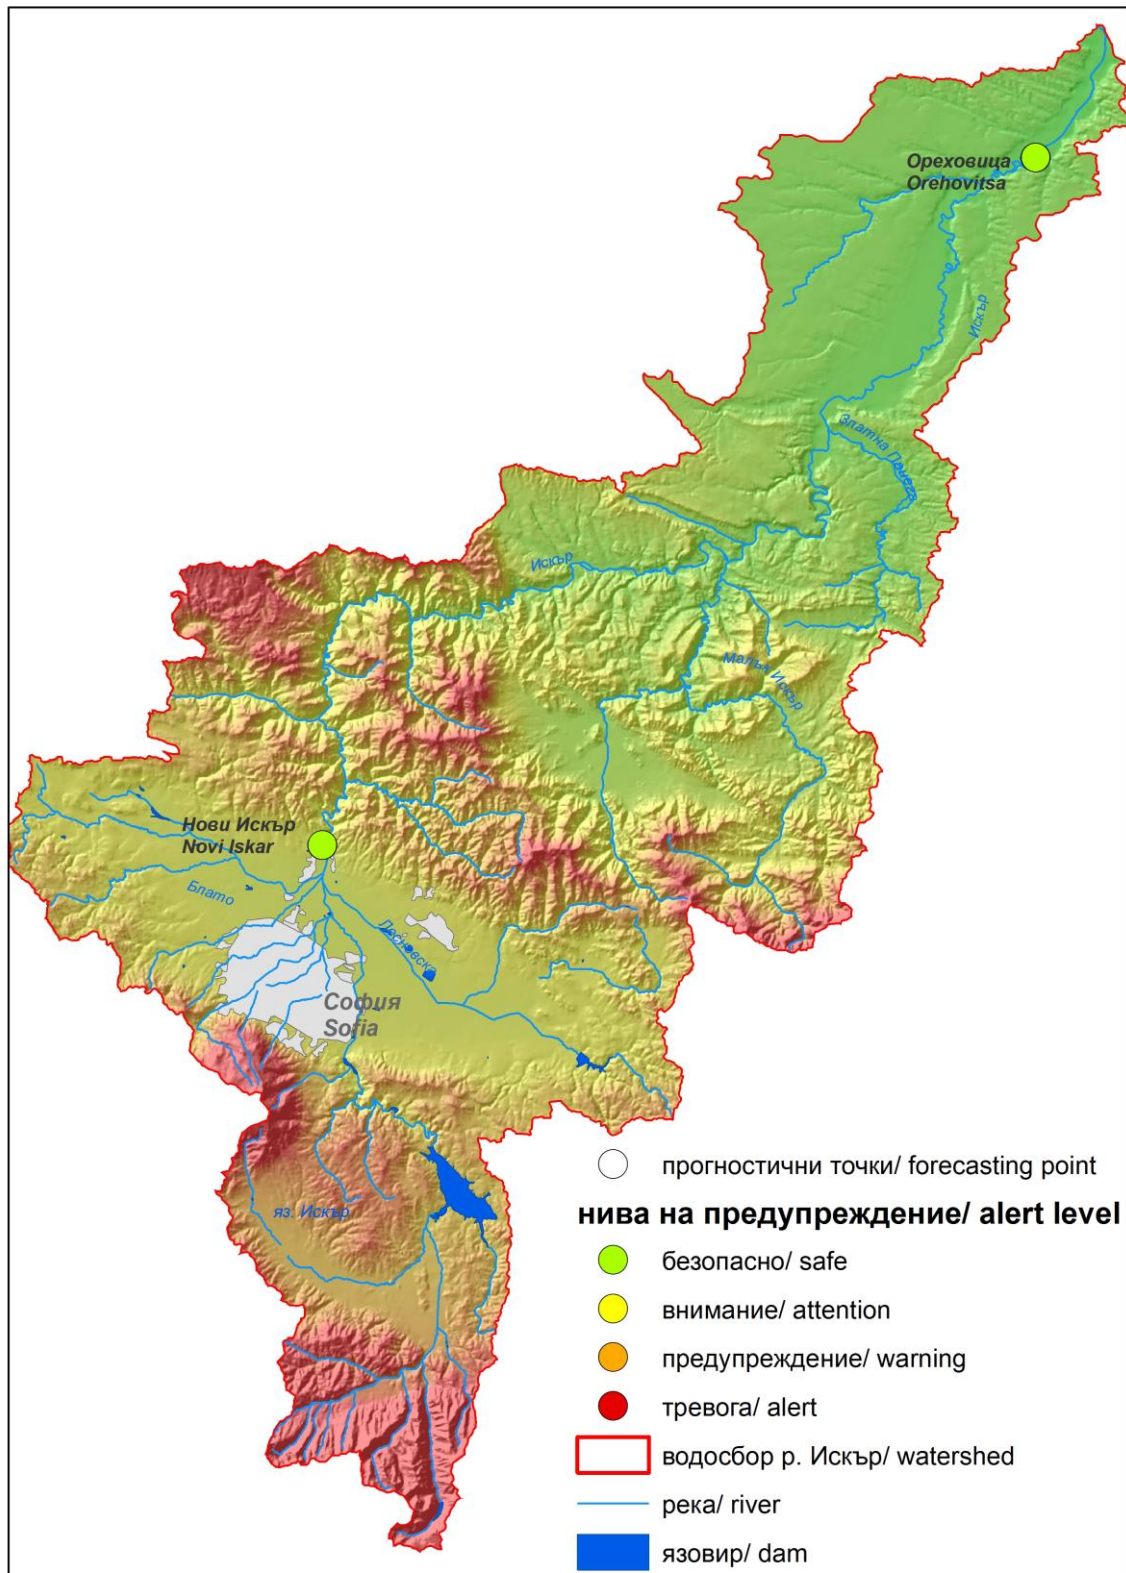 Ореховица
Orehovitsa
Искър
Златна Панега
Искър
Малък Искър
Нови Искър
Novi Iskar
Блато
Лесновска
София
Sofia
яз. Искър
прогностични точки/ forecasting point
нива на предупреждение/ alert level
безопасно/ safe
внимание/ attention
предупреждение/ warning
тревога/ alert
водосбор р. Искър/ watershed
река/ river
язовир/ dam